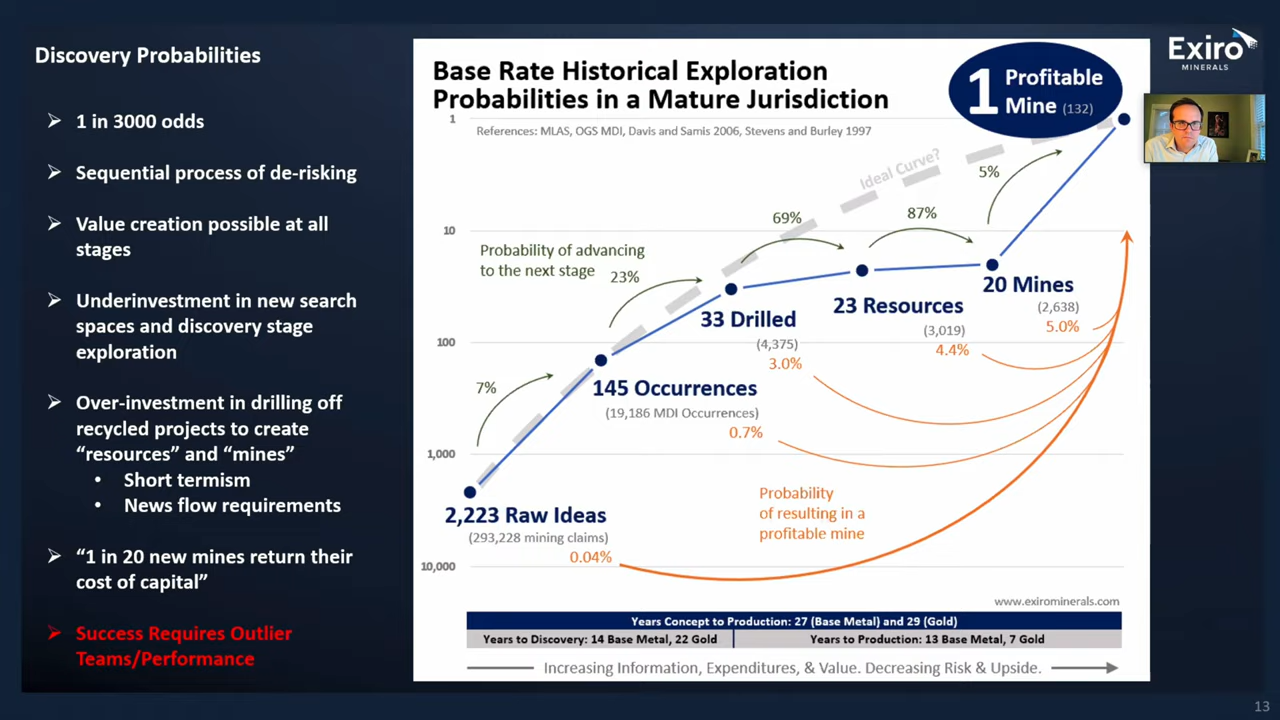 Discovery Probabilities
➢ 1 in 3000 odds
➢ Sequential process of de-risking
➢ Value creation possible at all
stages
➢ Underinvestment in new search
spaces and discovery stage
exploration
➢ Over-investment in drilling off
recycled projects to create
“resources” and “mines”
• Short termism
• News flow requirements
➢ “1 in 20 new mines return their
cost of capital”
➢ Success Requires Outlier
Teams/Performance
Base Rate Historical Exploration
Probabilities in a Mature Jurisdiction
References: MLAS, OGS MDI, Davis and Samis 2006, Stevens and Burley 1997
1 Profitable
Mine (132)
Exiro
MINERALS
1
10
100
1,000
10,000
Ideal Curve?
Probability of advancing
to the next stage
7%
23%
69%
87%
5%
2,223 Raw Ideas
(293,228 mining claims)
0.04%
145 Occurrences
(19,186 MDI Occurrences)
0.7%
33 Drilled
(4,375)
3.0%
23 Resources
(3,019)
4.4%
20 Mines
(2,638)
5.0%
Probability
of resulting in a
profitable mine
www.exirominerals.com
Years Concept to Production: 27 (Base Metal) and 29 (Gold)
Years to Discovery: 14 Base Metal, 22 Gold
Years to Production: 13 Base Metal, 7 Gold
Increasing Information, Expenditures, & Value. Decreasing Risk & Upside.
13